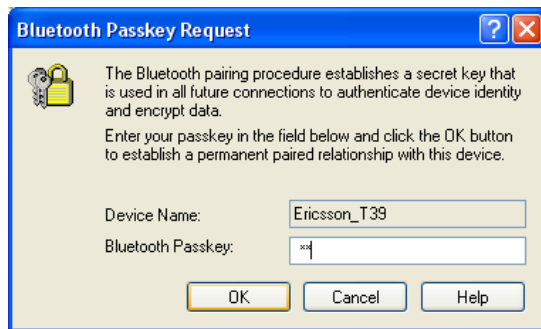 Bluetooth Passkey Request
The Bluetooth pairing procedure establishes a secret key that
is used in all future connections to authenticate device identity
and encrypt data.
Enter your passkey in the field below and click the OK button
to establish a permanent paired relationship with this device.
Device Name: Ericsson_T39
Bluetooth Passkey: **
OK Cancel Help